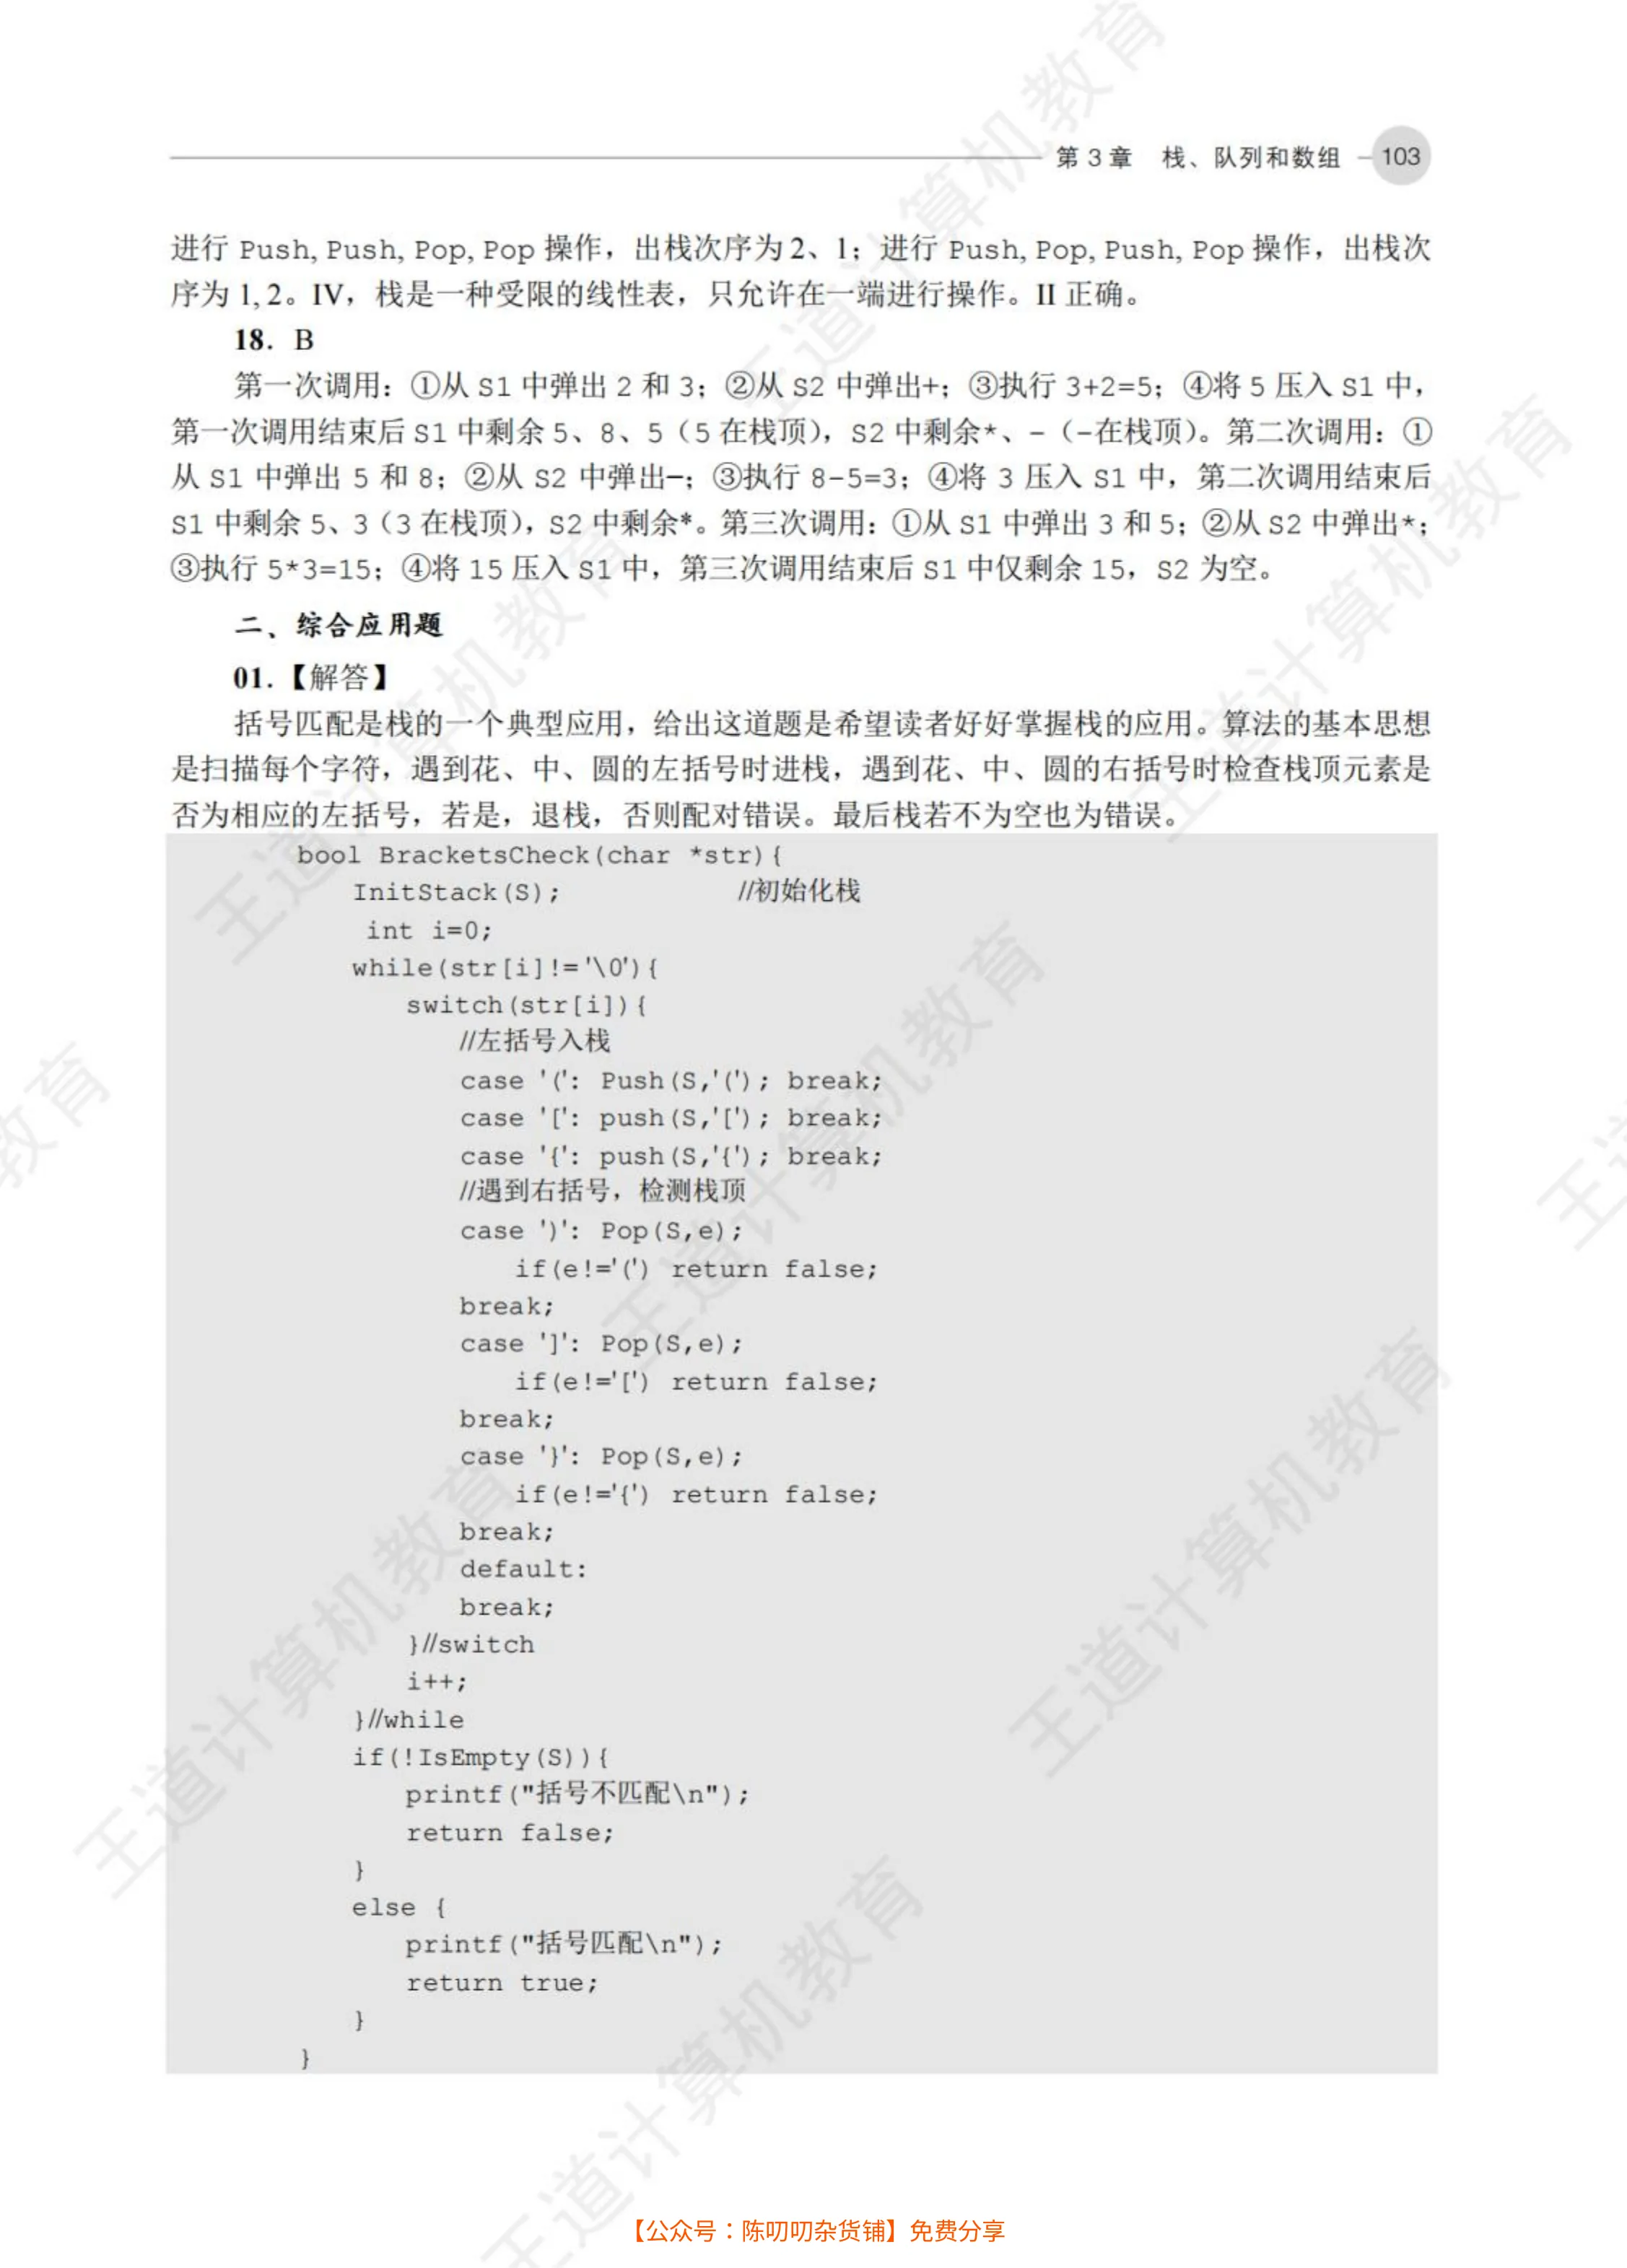 第 3 章 栈、队列和数组 103
进行 Push, Push, Pop, Pop 操作，出栈次序为 2、1；进行 Push, Pop, Push, Pop 操作，出栈次
序为 1, 2。IV，栈是一种受限的线性表，只允许在一端进行操作。II 正确。
18. B
第一次调用：①从 S1 中弹出 2 和 3；②从 S2 中弹出+；③执行 3+2=5；④将 5 压入 S1 中，
第一次调用结束后 S1 中剩余 5、8、5（5 在栈顶），S2 中剩余*、-（-在栈顶）。第二次调用：①
从 S1 中弹出 5 和 8；②从 S2 中弹出-；③执行 8-5=3；④将 3 压入 S1 中，第二次调用结束后
S1 中剩余 5、3（3 在栈顶），S2 中剩余*。第三次调用：①从 S1 中弹出 3 和 5；②从 S2 中弹出*；
③执行 5*3=15；④将 15 压入 S1 中，第三次调用结束后 S1 中仅剩余 15，S2 为空。
二、综合应用题
01.【解答】
括号匹配是栈的一个典型应用，给出这道题是希望读者好好掌握栈的应用。算法的基本思想
是扫描每个字符，遇到花、中、圆的左括号时进栈，遇到花、中、圆的右括号时检查栈顶元素是
否为相应的左括号，若是，退栈，否则配对错误。最后栈若不为空也为错误。
bool BracketsCheck(char *str){
InitStack(S); //初始化栈
int i=0;
while(str[i]!='\0'){
switch(str[i]){
//左括号入栈
case '(': Push(S,'('); break;
case '[': push(S,'['); break;
case '{': push(S,'{'); break;
//遇到右括号，检测栈顶
case ')': Pop(S,e);
if(e!='(') return false;
break;
case ']': Pop(S,e);
if(e!='[') return false;
break;
case '}': Pop(S,e);
if(e!='{') return false;
break;
default:
break;
}//switch
i++;
}//while
if(!IsEmpty(S)){
printf("括号不匹配\n");
return false;
}
else {
printf("括号匹配\n");
return true;
}
}
【公众号：陈叨叨杂货铺】免费分享
王道计算机教育